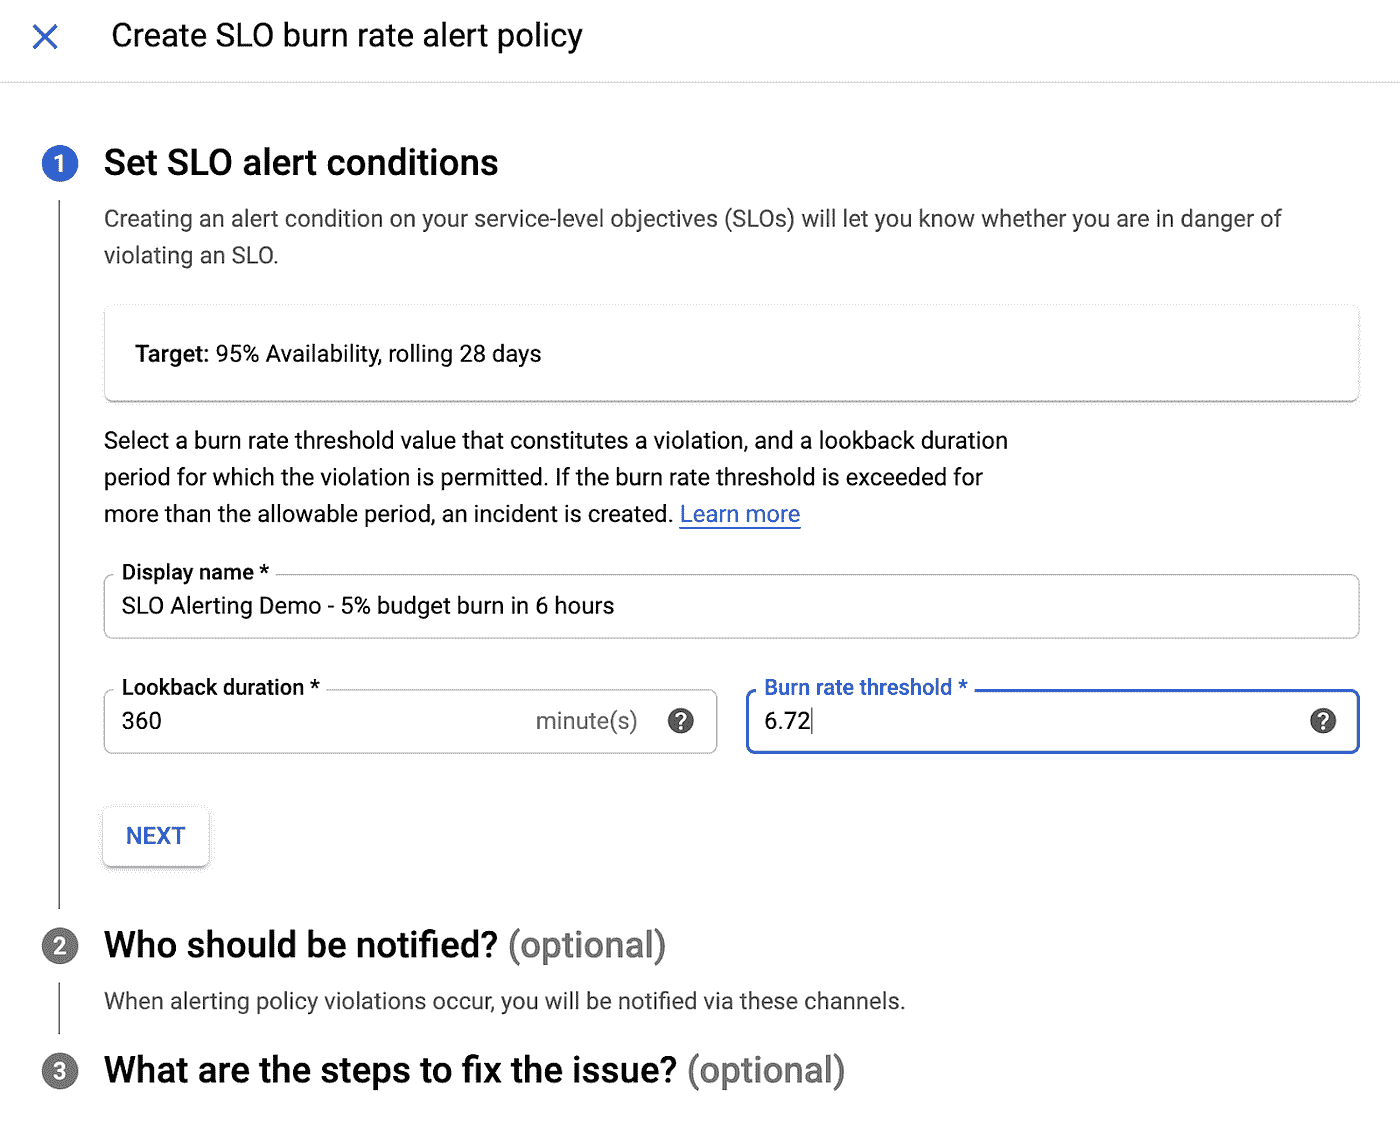 Create SLO burn rate alert policy
1 Set SLO alert conditions
Creating an alert condition on your service-level objectives (SLOs) will let you know whether you are in danger of
violating an SLO.
Target: 95% Availability, rolling 28 days
Select a burn rate threshold value that constitutes a violation, and a lookback duration
period for which the violation is permitted. If the burn rate threshold is exceeded for
more than the allowable period, an incident is created. Learn more
Display name *
SLO Alerting Demo - 5% budget burn in 6 hours
Lookback duration *
360 minute(s) ?
Burn rate threshold *
6.72 ?
NEXT
2 Who should be notified? (optional)
When alerting policy violations occur, you will be notified via these channels.
3 What are the steps to fix the issue? (optional)